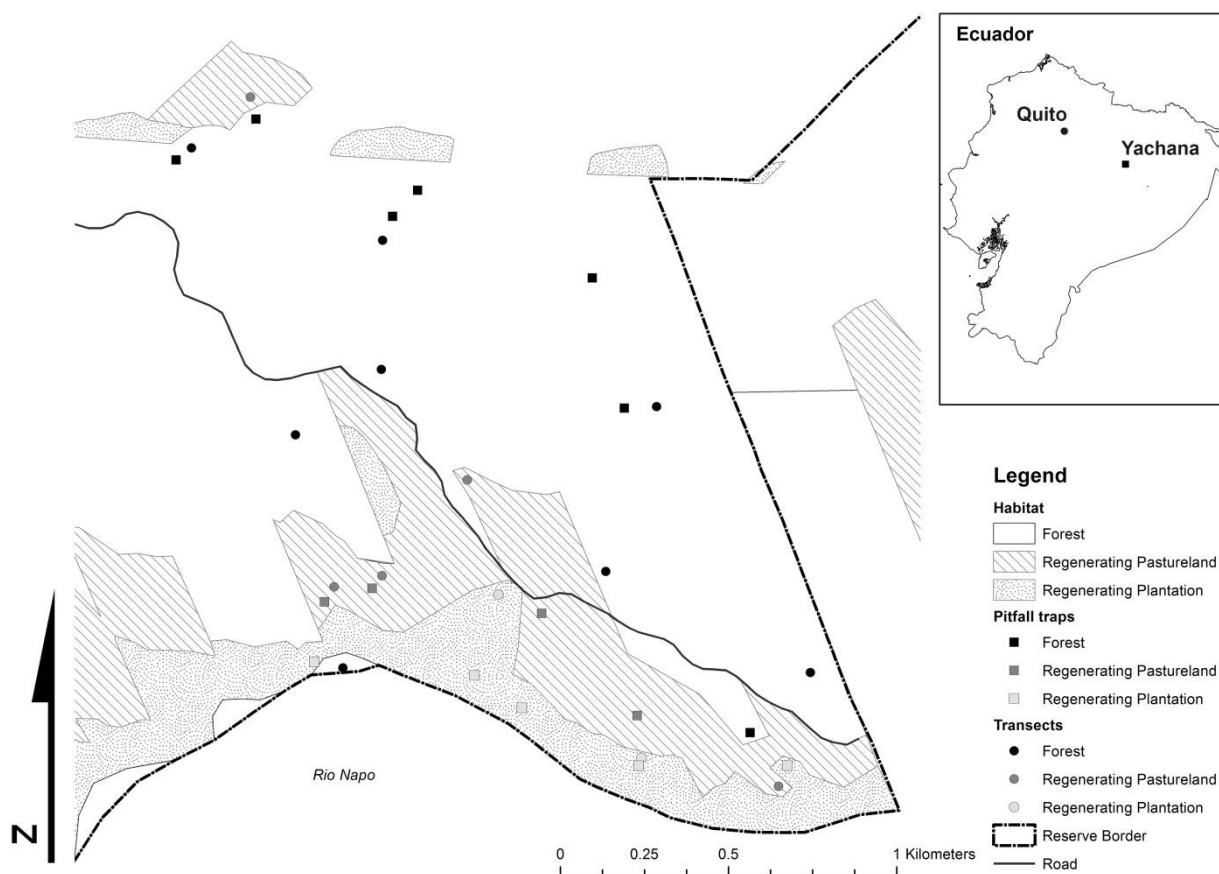 Ecuador
Quito
Yachana
Legend
Habitat
Forest
Regenerating Pastureland
Regenerating Plantation
Pitfall traps
Forest
Regenerating Pastureland
Regenerating Plantation
Transects
Forest
Regenerating Pastureland
Regenerating Plantation
Reserve Border
Road
Rio Napo
N
0 0.25 0.5 1 Kilometers